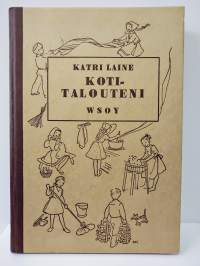 KATRI LAINE
KOTI-
TALOUTENI
WSOY